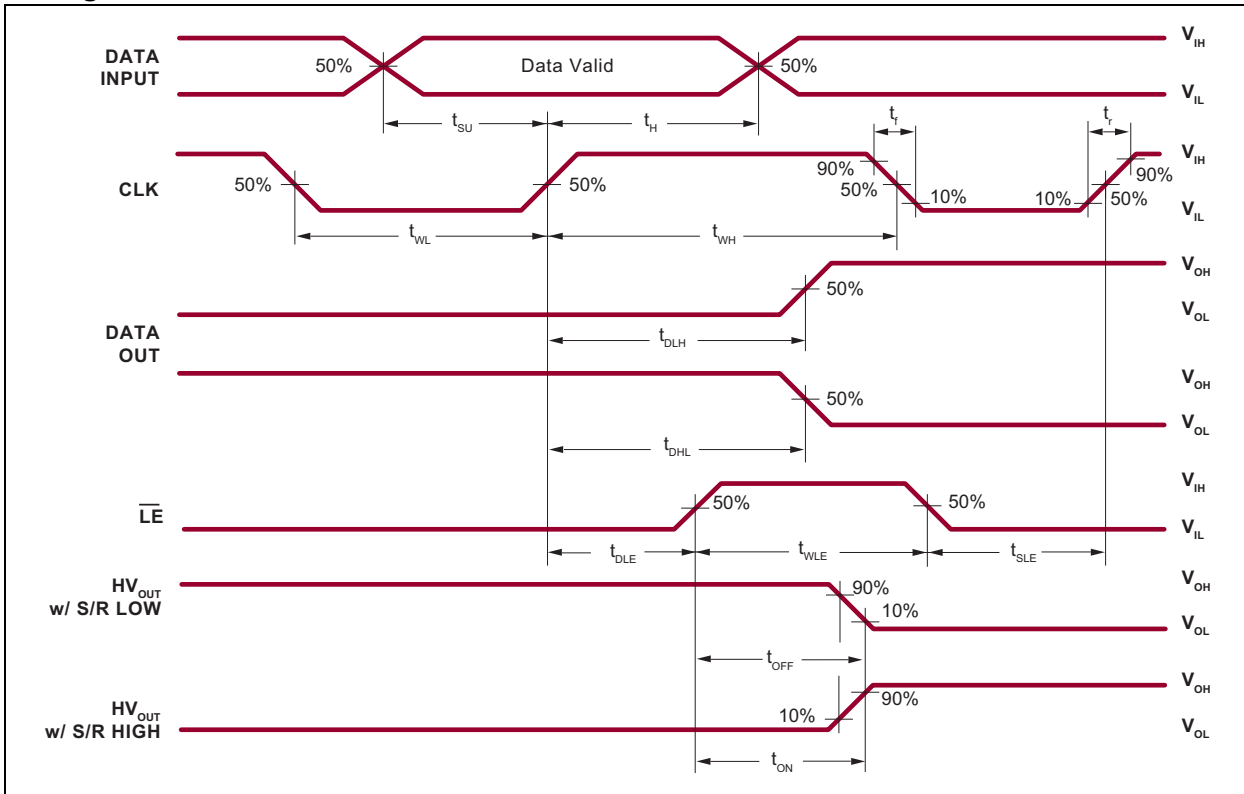 DATA
INPUT
50%
Data Valid
50%
V_IH
V_IL
t_SU
t_H
t_f
t_r
CLK
50%
50%
90%
50%
10%
10%
50%
90%
V_IH
V_IL
t_WL
t_WH
DATA
OUT
50%
V_OH
V_OL
t_DLH
50%
V_OH
V_OL
t_DHL
L̅E̅
50%
50%
V_IH
V_IL
t_DLE
t_WLE
t_SLE
HV_OUT
w/ S/R LOW
90%
10%
V_OH
V_OL
t_OFF
HV_OUT
w/ S/R HIGH
10%
90%
V_OH
V_OL
t_ON